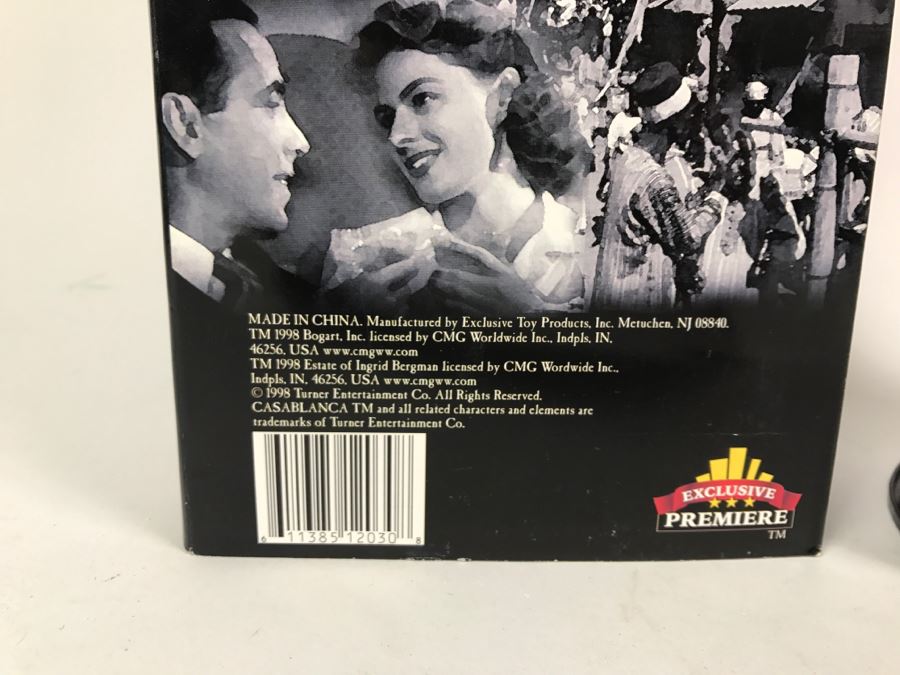 MADE IN CHINA. Manufactured by Exclusive Toy Products, Inc. Metuchen, NJ 08840.
TM 1998 Bogart, Inc. licensed by CMG Worldwide Inc., Indpls, IN,
46256, USA www.cmgww.com
TM 1998 Estate of Ingrid Bergman licensed by CMG Wordwide Inc.,
Indpls, IN, 46256, USA www.cmgww.com
© 1998 Turner Entertainment Co. All Rights Reserved.
CASABLANCA TM and all related characters and elements are
trademarks of Turner Entertainment Co.
6 11385 12030 8
EXCLUSIVE
PREMIERE
TM